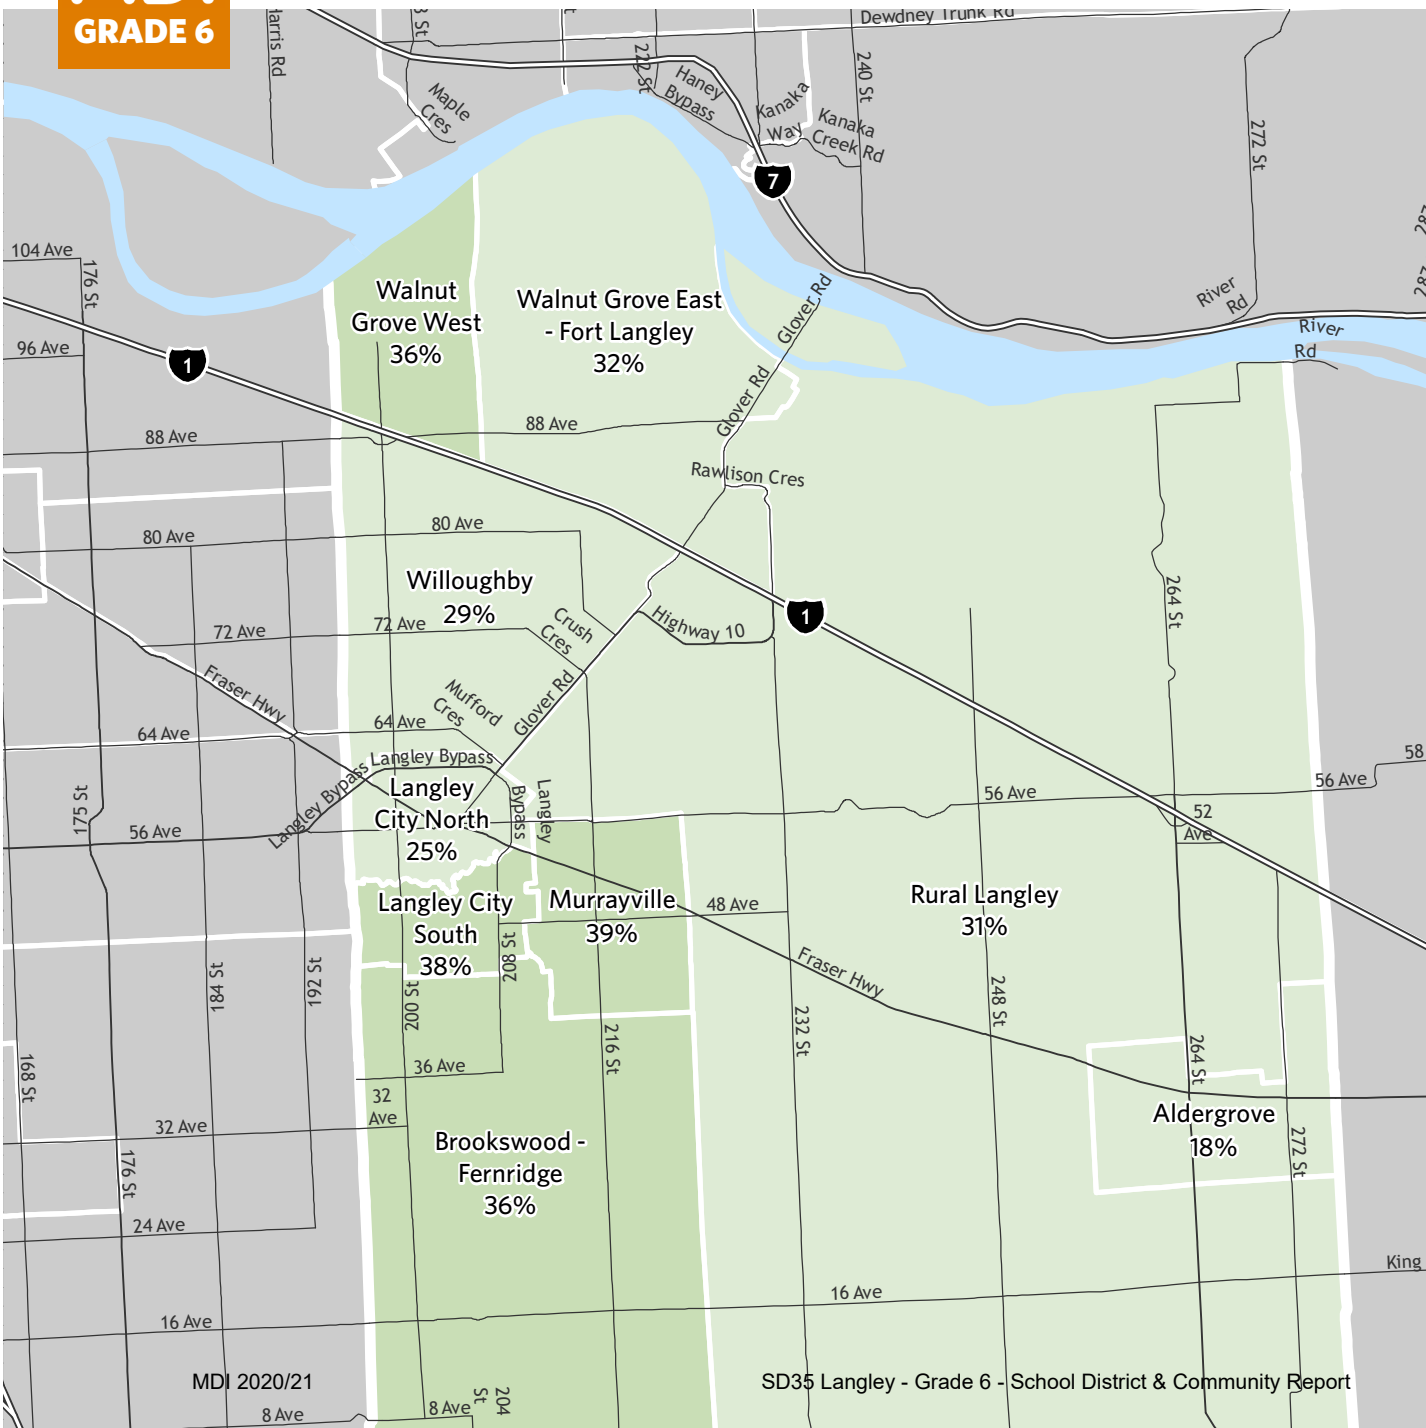 GRADE 6
Harris Rd
Dewdney Trunk Rd
222 St
Haney
Bypass
240 St
Maple
Cres
Kanaka
Way
Kanaka
Creek Rd
272 St
7
104 Ave
176 St
Walnut
Grove West
36%
Walnut Grove East
- Fort Langley
32%
Glover Rd
River
Rd
River
Rd
96 Ave
1
Glover Rd
88 Ave
88 Ave
Rawlison Cres
80 Ave
80 Ave
Willoughby
29%
264 St
1
72 Ave
72 Ave
Crush
Cres
Highway 10
Fraser Hwy
Mufford
Cres
Glover Rd
64 Ave
64 Ave
Langley Bypass
Langley Bypass
Langley
Bypass
58
56 Ave
56 Ave
52
Ave
175 St
56 Ave
Langley
City North
25%
Langley City
South
38%
Murrayville
39%
48 Ave
Rural Langley
31%
208 St
Fraser Hwy
184 St
192 St
200 St
216 St
232 St
248 St
264 St
168 St
36 Ave
32
Ave
32 Ave
Aldergrove
18%
272 St
176 St
Brookswood -
Fernridge
36%
24 Ave
King
16 Ave
16 Ave
MDI 2020/21
SD35 Langley - Grade 6 - School District & Community Report
204
St
8 Ave
8 Ave